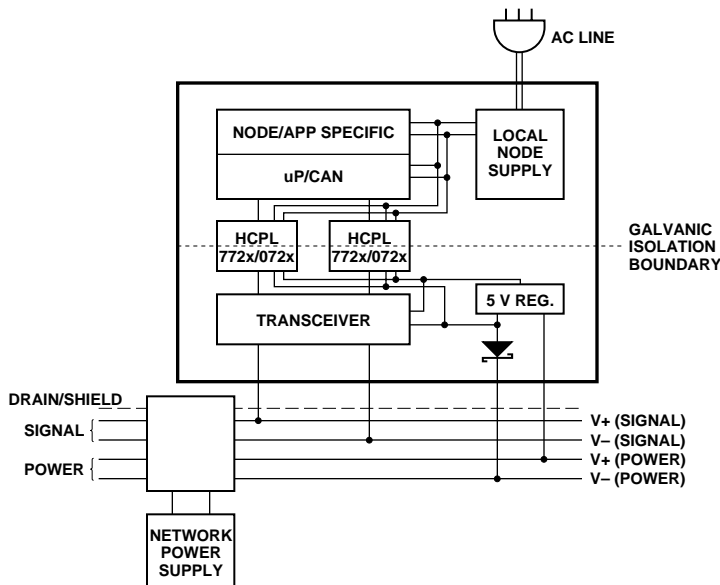 AC LINE
NODE/APP SPECIFIC
uP/CAN
LOCAL
NODE
SUPPLY
HCPL
772x/072x
HCPL
772x/072x
GALVANIC
ISOLATION
BOUNDARY
5 V REG.
TRANSCEIVER
DRAIN/SHIELD
SIGNAL
POWER
V+ (SIGNAL)
V– (SIGNAL)
V+ (POWER)
V– (POWER)
NETWORK
POWER
SUPPLY